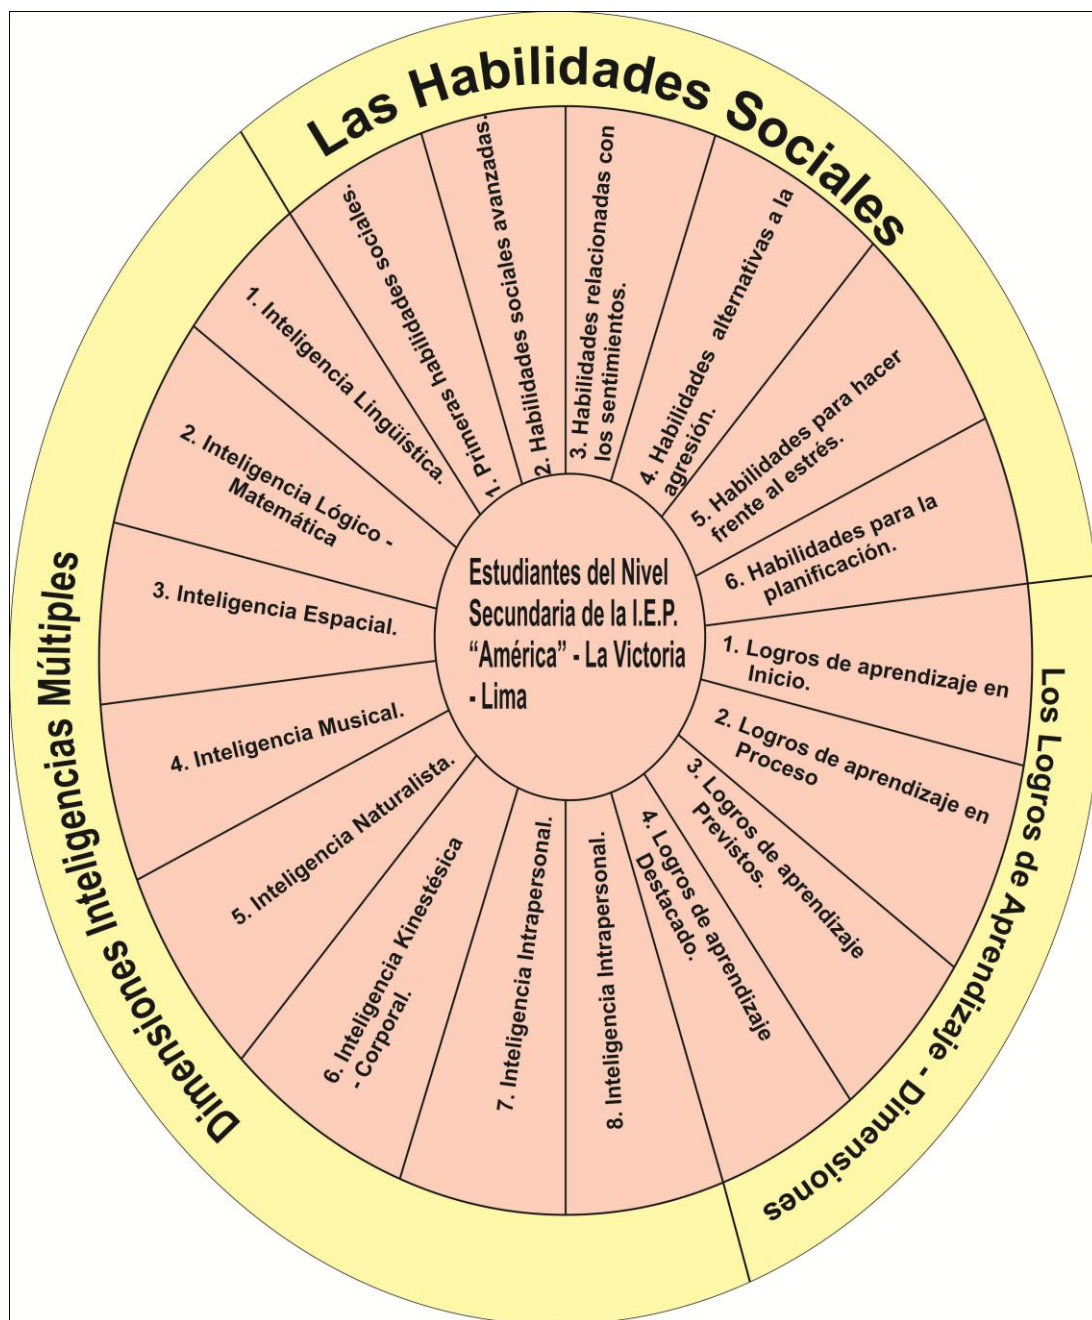 Las Habilidades Sociales
1. Primeras habilidades sociales.
2. Habilidades sociales avanzadas.
3. Habilidades relacionadas con
los sentimientos.
4. Habilidades alternativas a la
agresión.
5. Habilidades para hacer
frente al estrés.
6. Habilidades para la
planificación.
Los Logros de Aprendizaje - Dimensiones
1. Logros de aprendizaje en
Inicio.
2. Logros de aprendizaje en
Proceso
3. Logros de aprendizaje
Previstos.
4. Logros de aprendizaje
Destacado.
Dimensiones Inteligencias Múltiples
1. Inteligencia Lingüística.
2. Inteligencia Lógico -
Matemática
3. Inteligencia Espacial.
4. Inteligencia Musical.
5. Inteligencia Naturalista.
6. Inteligencia Kinestésica
- Corporal.
7. Inteligencia Intrapersonal.
8. Inteligencia Intrapersonal.
Estudiantes del Nivel
Secundaria de la I.E.P.
“América” - La Victoria
- Lima